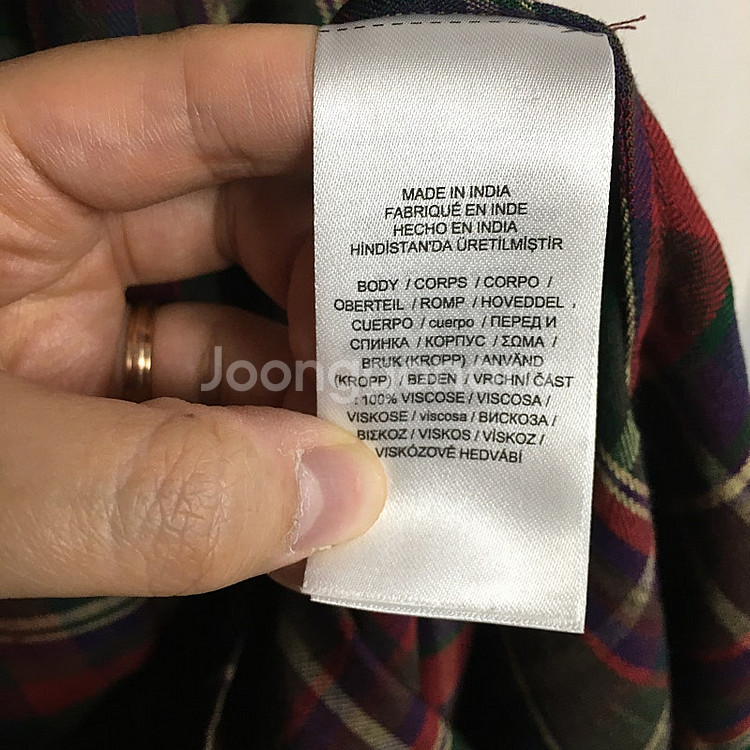 MADE IN INDIA
FABRIQUÉ EN INDE
HECHO EN INDIA
HİNDİSTAN'DA ÜRETİLMİŞTİR
BODY / CORPS / CORPO /
OBERTEIL / ROMP / HOVEDDEL ,
CUERPO / cuerpo / ПЕРЕД И
СПИНКА / КОРПУС / ΣΩΜΑ /
BRUK (KROPP) / ANVÄND
(KROPP) / BEDEN / VRCHNÍ ČÁST
: 100% VISCOSE / VISCOSA /
VISKOSE / viscosa / ВИСКОЗА /
ΒΙΣΚΟΖ / VISKOS / VİSKOZ /
VISKÓZOVÉ HEDVÁBÍ